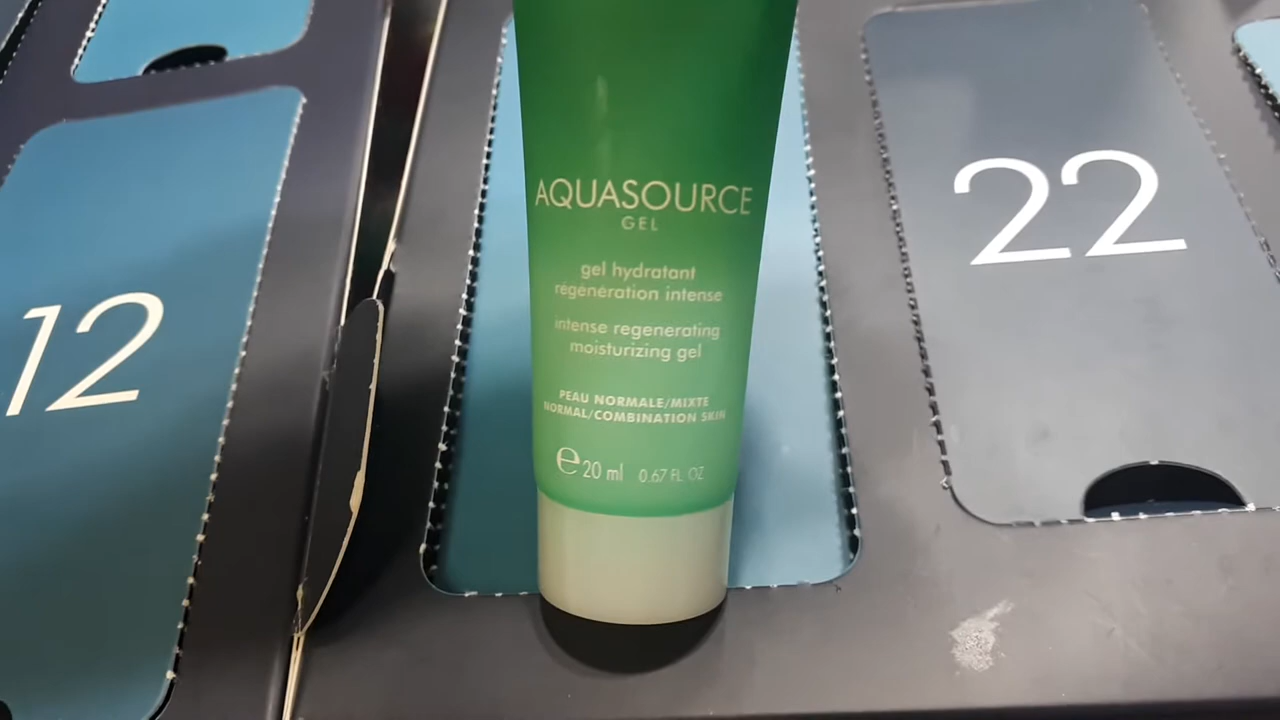 12
AQUASOURCE
GEL
gel hydratant
régénération intense
intense regenerating
moisturizing gel
PEAU NORMALE/MIXTE
NORMAL/COMBINATION SKIN
e 20 ml 0.67 FL OZ
22